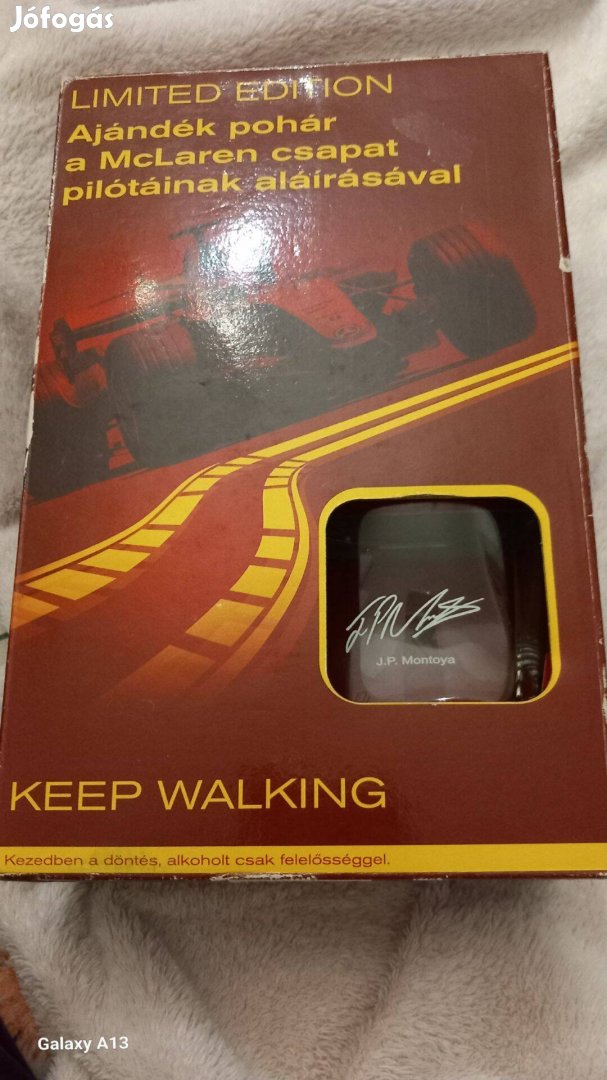 Jófogás
LIMITED EDITION
Ajándék pohár
a McLaren csapat
pilótáinak aláírásával
J.P. Montoya
KEEP WALKING
Kezedben a döntés, alkoholt csak felelősséggel.
Galaxy A13